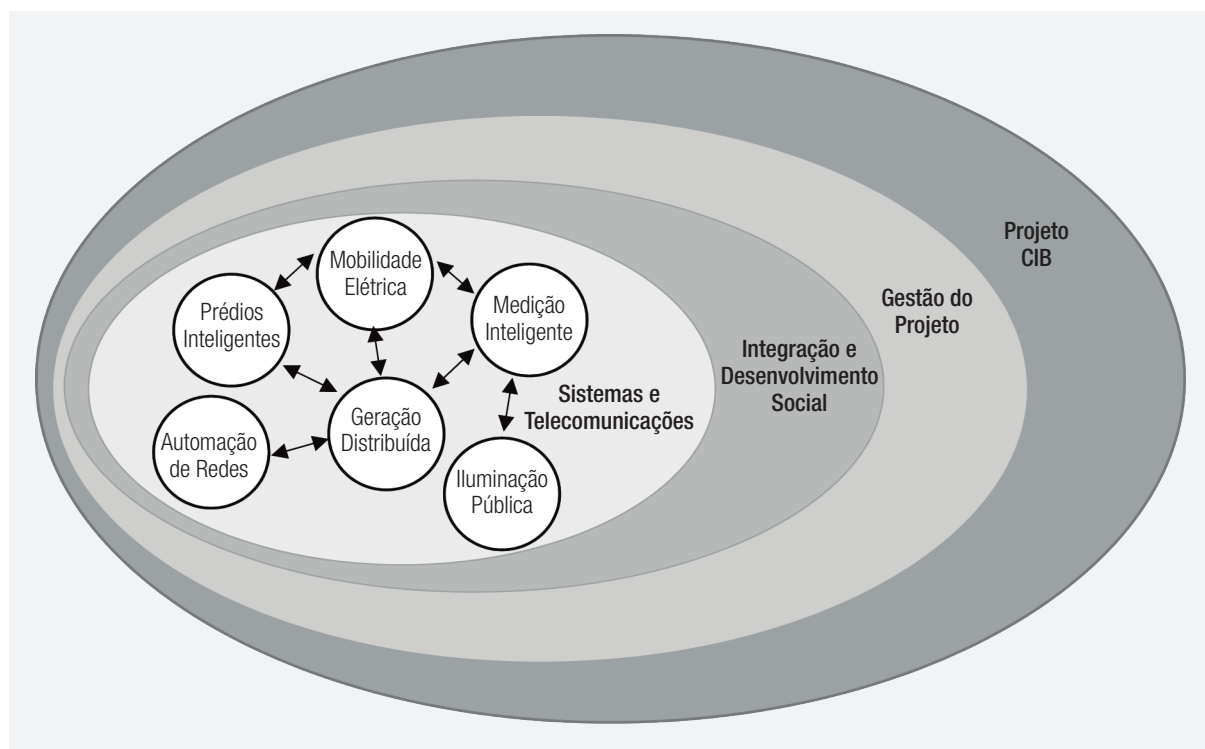 Mobilidade
Elétrica
Prédios
Inteligentes
Medição
Inteligente
Geração
Distribuída
Automação
de Redes
Iluminação
Pública
Sistemas e
Telecomunicações
Integração e
Desenvolvimento
Social
Gestão do
Projeto
Projeto
CIB